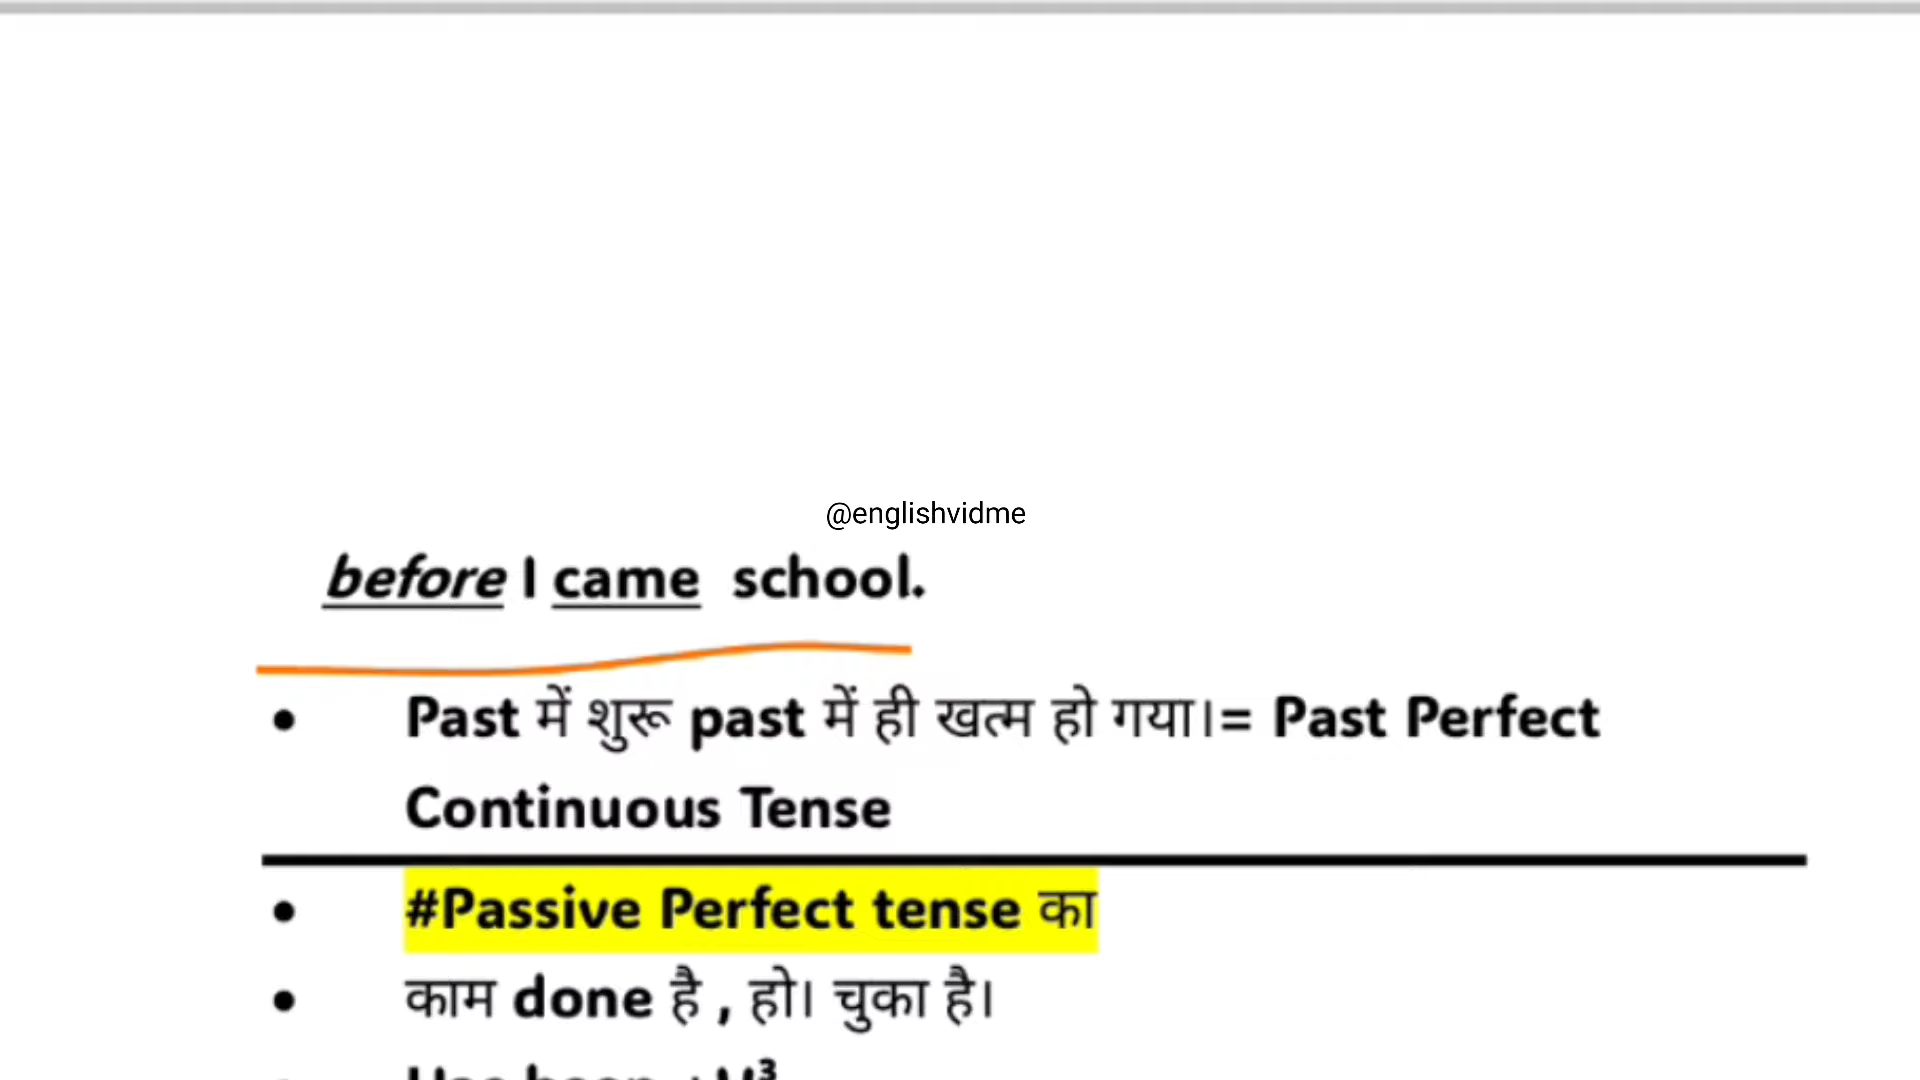 @englishvidme
before I came school.
• Past में शुरू past में ही खत्म हो गया।= Past Perfect
Continuous Tense
• #Passive Perfect tense का
• काम done है , हो। चुका है।